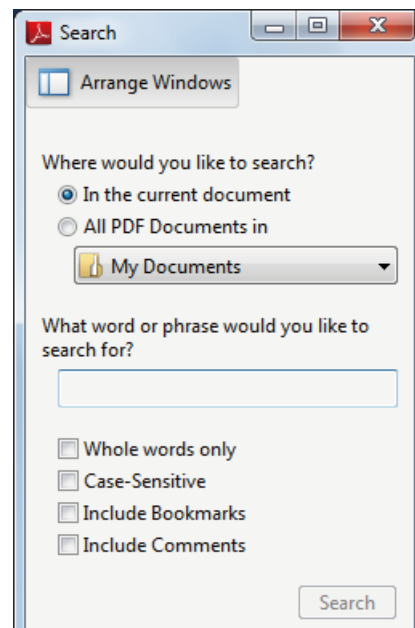 Search
Arrange Windows
Where would you like to search?
In the current document
All PDF Documents in
My Documents
What word or phrase would you like to
search for?
Whole words only
Case-Sensitive
Include Bookmarks
Include Comments
Search